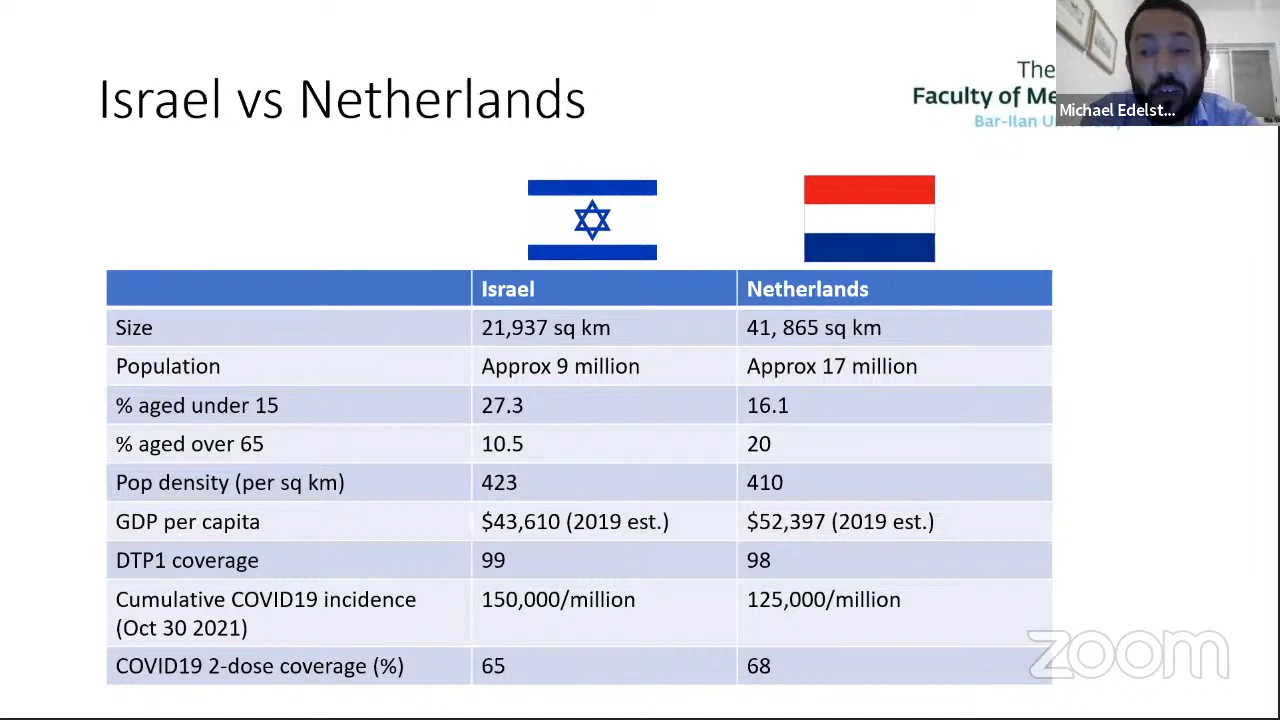 Israel vs Netherlands
The
Faculty of Me
Bar-Ilan U
Michael Edelst...
Israel Netherlands
Size 21,937 sq km 41, 865 sq km
Population Approx 9 million Approx 17 million
% aged under 15 27.3 16.1
% aged over 65 10.5 20
Pop density (per sq km) 423 410
GDP per capita $43,610 (2019 est.) $52,397 (2019 est.)
DTP1 coverage 99 98
Cumulative COVID19 incidence 150,000/million 125,000/million
(Oct 30 2021)
COVID19 2-dose coverage (%) 65 68
zoom